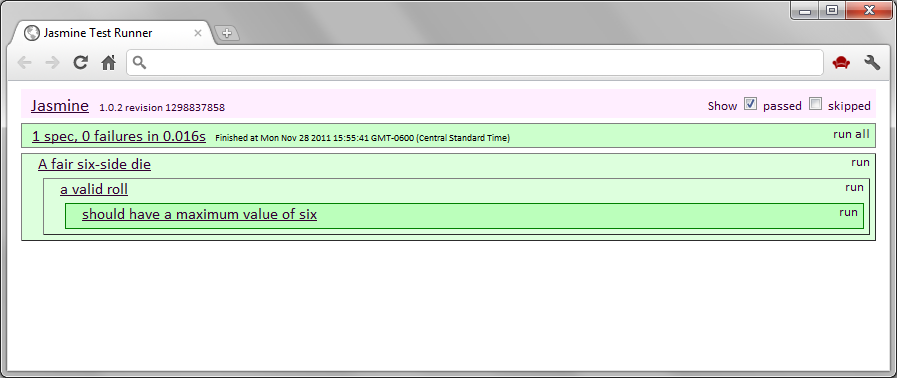 Jasmine Test Runner
Jasmine 1.0.2 revision 1298837858 Show passed skipped
1 spec, 0 failures in 0.016s Finished at Mon Nov 28 2011 15:55:41 GMT-0600 (Central Standard Time) run all
A fair six-side die run
a valid roll run
should have a maximum value of six run